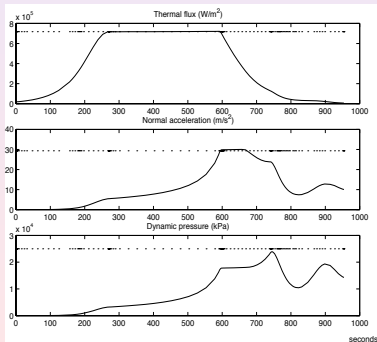 Thermal flux (W/m2)
x 10^5
8
6
4
2
0
0 100 200 300 400 500 600 700 800 900 1000
Normal acceleration (m/s2)
40
30
20
10
0
0 100 200 300 400 500 600 700 800 900 1000
Dynamic pressure (kPa)
x 10^4
3
2
1
0
0 100 200 300 400 500 600 700 800 900 1000
seconds